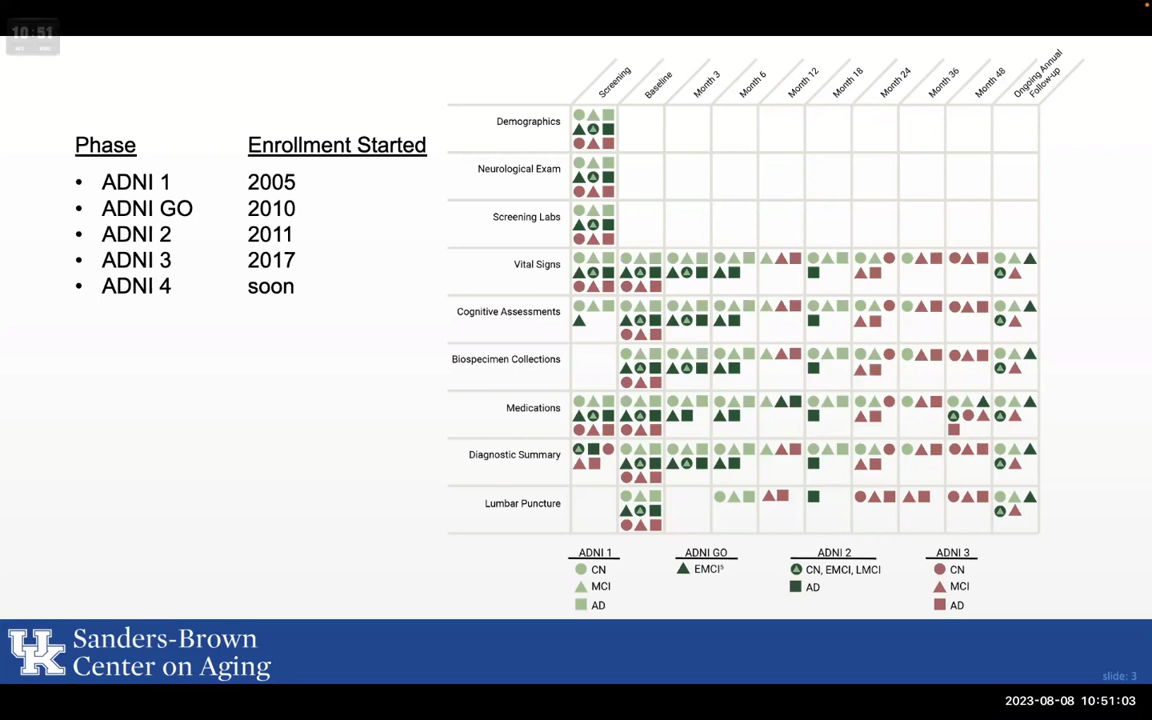 10:51
Phase Enrollment Started
• ADNI 1 2005
• ADNI GO 2010
• ADNI 2 2011
• ADNI 3 2017
• ADNI 4 soon
Screening Baseline Month 3 Month 6 Month 12 Month 18 Month 24 Month 36 Month 48 Ongoing Annual Follow-up
Demographics
Neurological Exam
Screening Labs
Vital Signs
Cognitive Assessments
Biospecimen Collections
Medications
Diagnostic Summary
Lumbar Puncture
ADNI 1 ADNI GO ADNI 2 ADNI 3
CN EMCI⁵ CN, EMCI, LMCI CN
MCI AD MCI
AD AD
UK Sanders-Brown
Center on Aging
slide: 3
2023-08-08 10:51:03